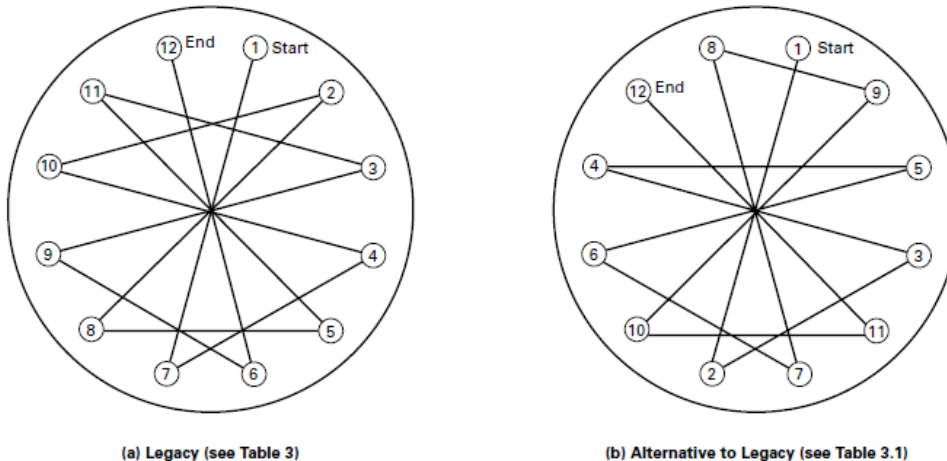 12 End 1 Start
11 2
10 3
9 4
8 5
7 6
(a) Legacy (see Table 3)
8 1 Start
12 End 9
4 5
6 3
10 11
2 7
(b) Alternative to Legacy (see Table 3.1)